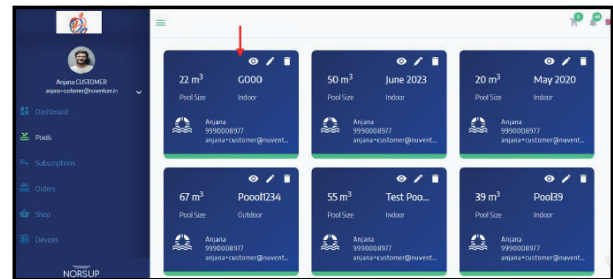 Anjana CUSTOMER
anjana+customer@nuventure.in
Dashboard
Pools
Subscriptions
Orders
Shop
Devices
NORSUP
22 m³ GOOO
Pool Size Indoor
Anjana
9990008977
anjana+customer@nuvent...
50 m³ June 2023
Pool Size Indoor
Anjana
9990008977
anjana+customer@nuvent...
20 m³ May 2020
Pool Size Indoor
Anjana
9990008977
anjana+customer@nuvent...
67 m³ Poool1234
Pool Size Outdoor
Anjana
9990008977
anjana+customer@nuvent...
55 m³ Test Poo...
Pool Size Indoor
Anjana
9990008977
anjana+customer@nuvent...
39 m³ Pool39
Pool Size Indoor
Anjana
9990008977
anjana+customer@nuvent...